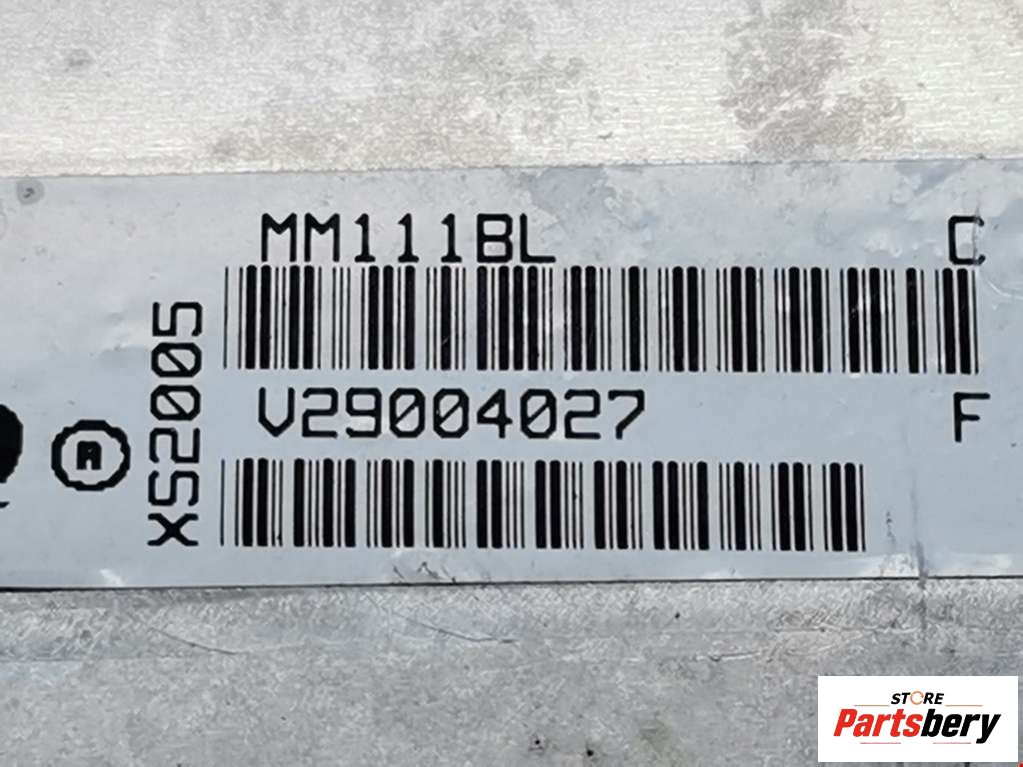 MM111BL C
XS2005
V29004027 F
A
STORE
Partsbery